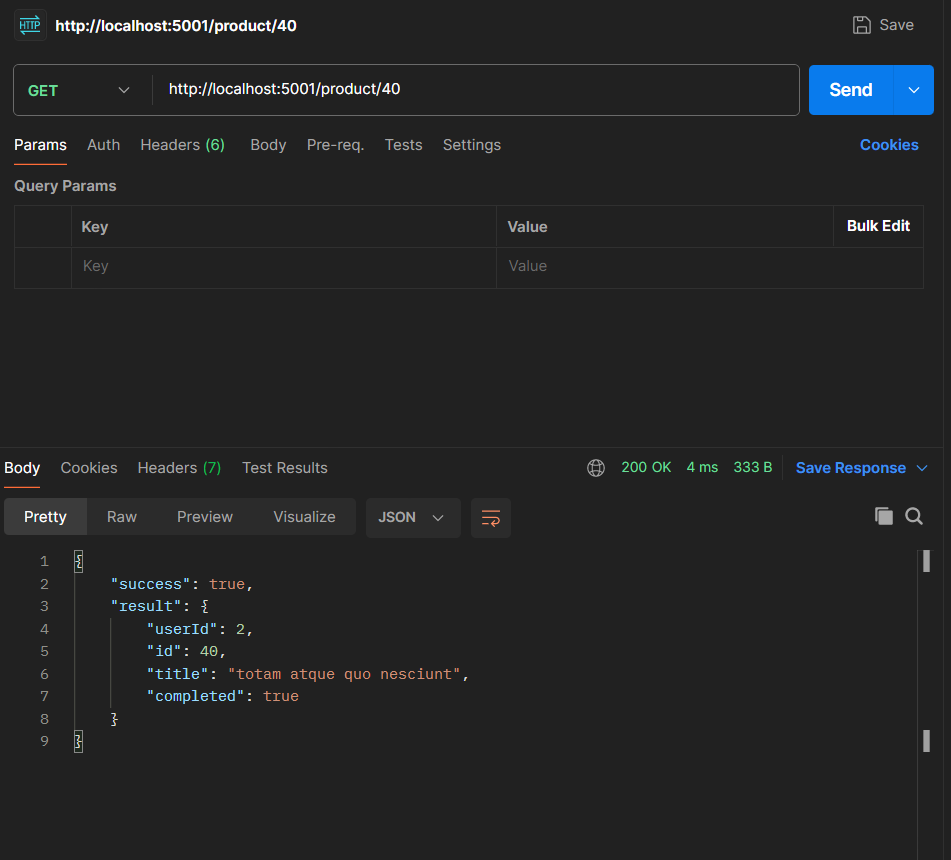 HTTP http://localhost:5001/product/40 Save
GET http://localhost:5001/product/40 Send
Params Auth Headers (6) Body Pre-req. Tests Settings Cookies
Query Params
Key Value Bulk Edit
Key Value
Body Cookies Headers (7) Test Results 200 OK 4 ms 333 B Save Response
Pretty Raw Preview Visualize JSON
1 {
2 "success": true,
3 "result": {
4 "userId": 2,
5 "id": 40,
6 "title": "totam atque quo nesciunt",
7 "completed": true
8 }
9 }